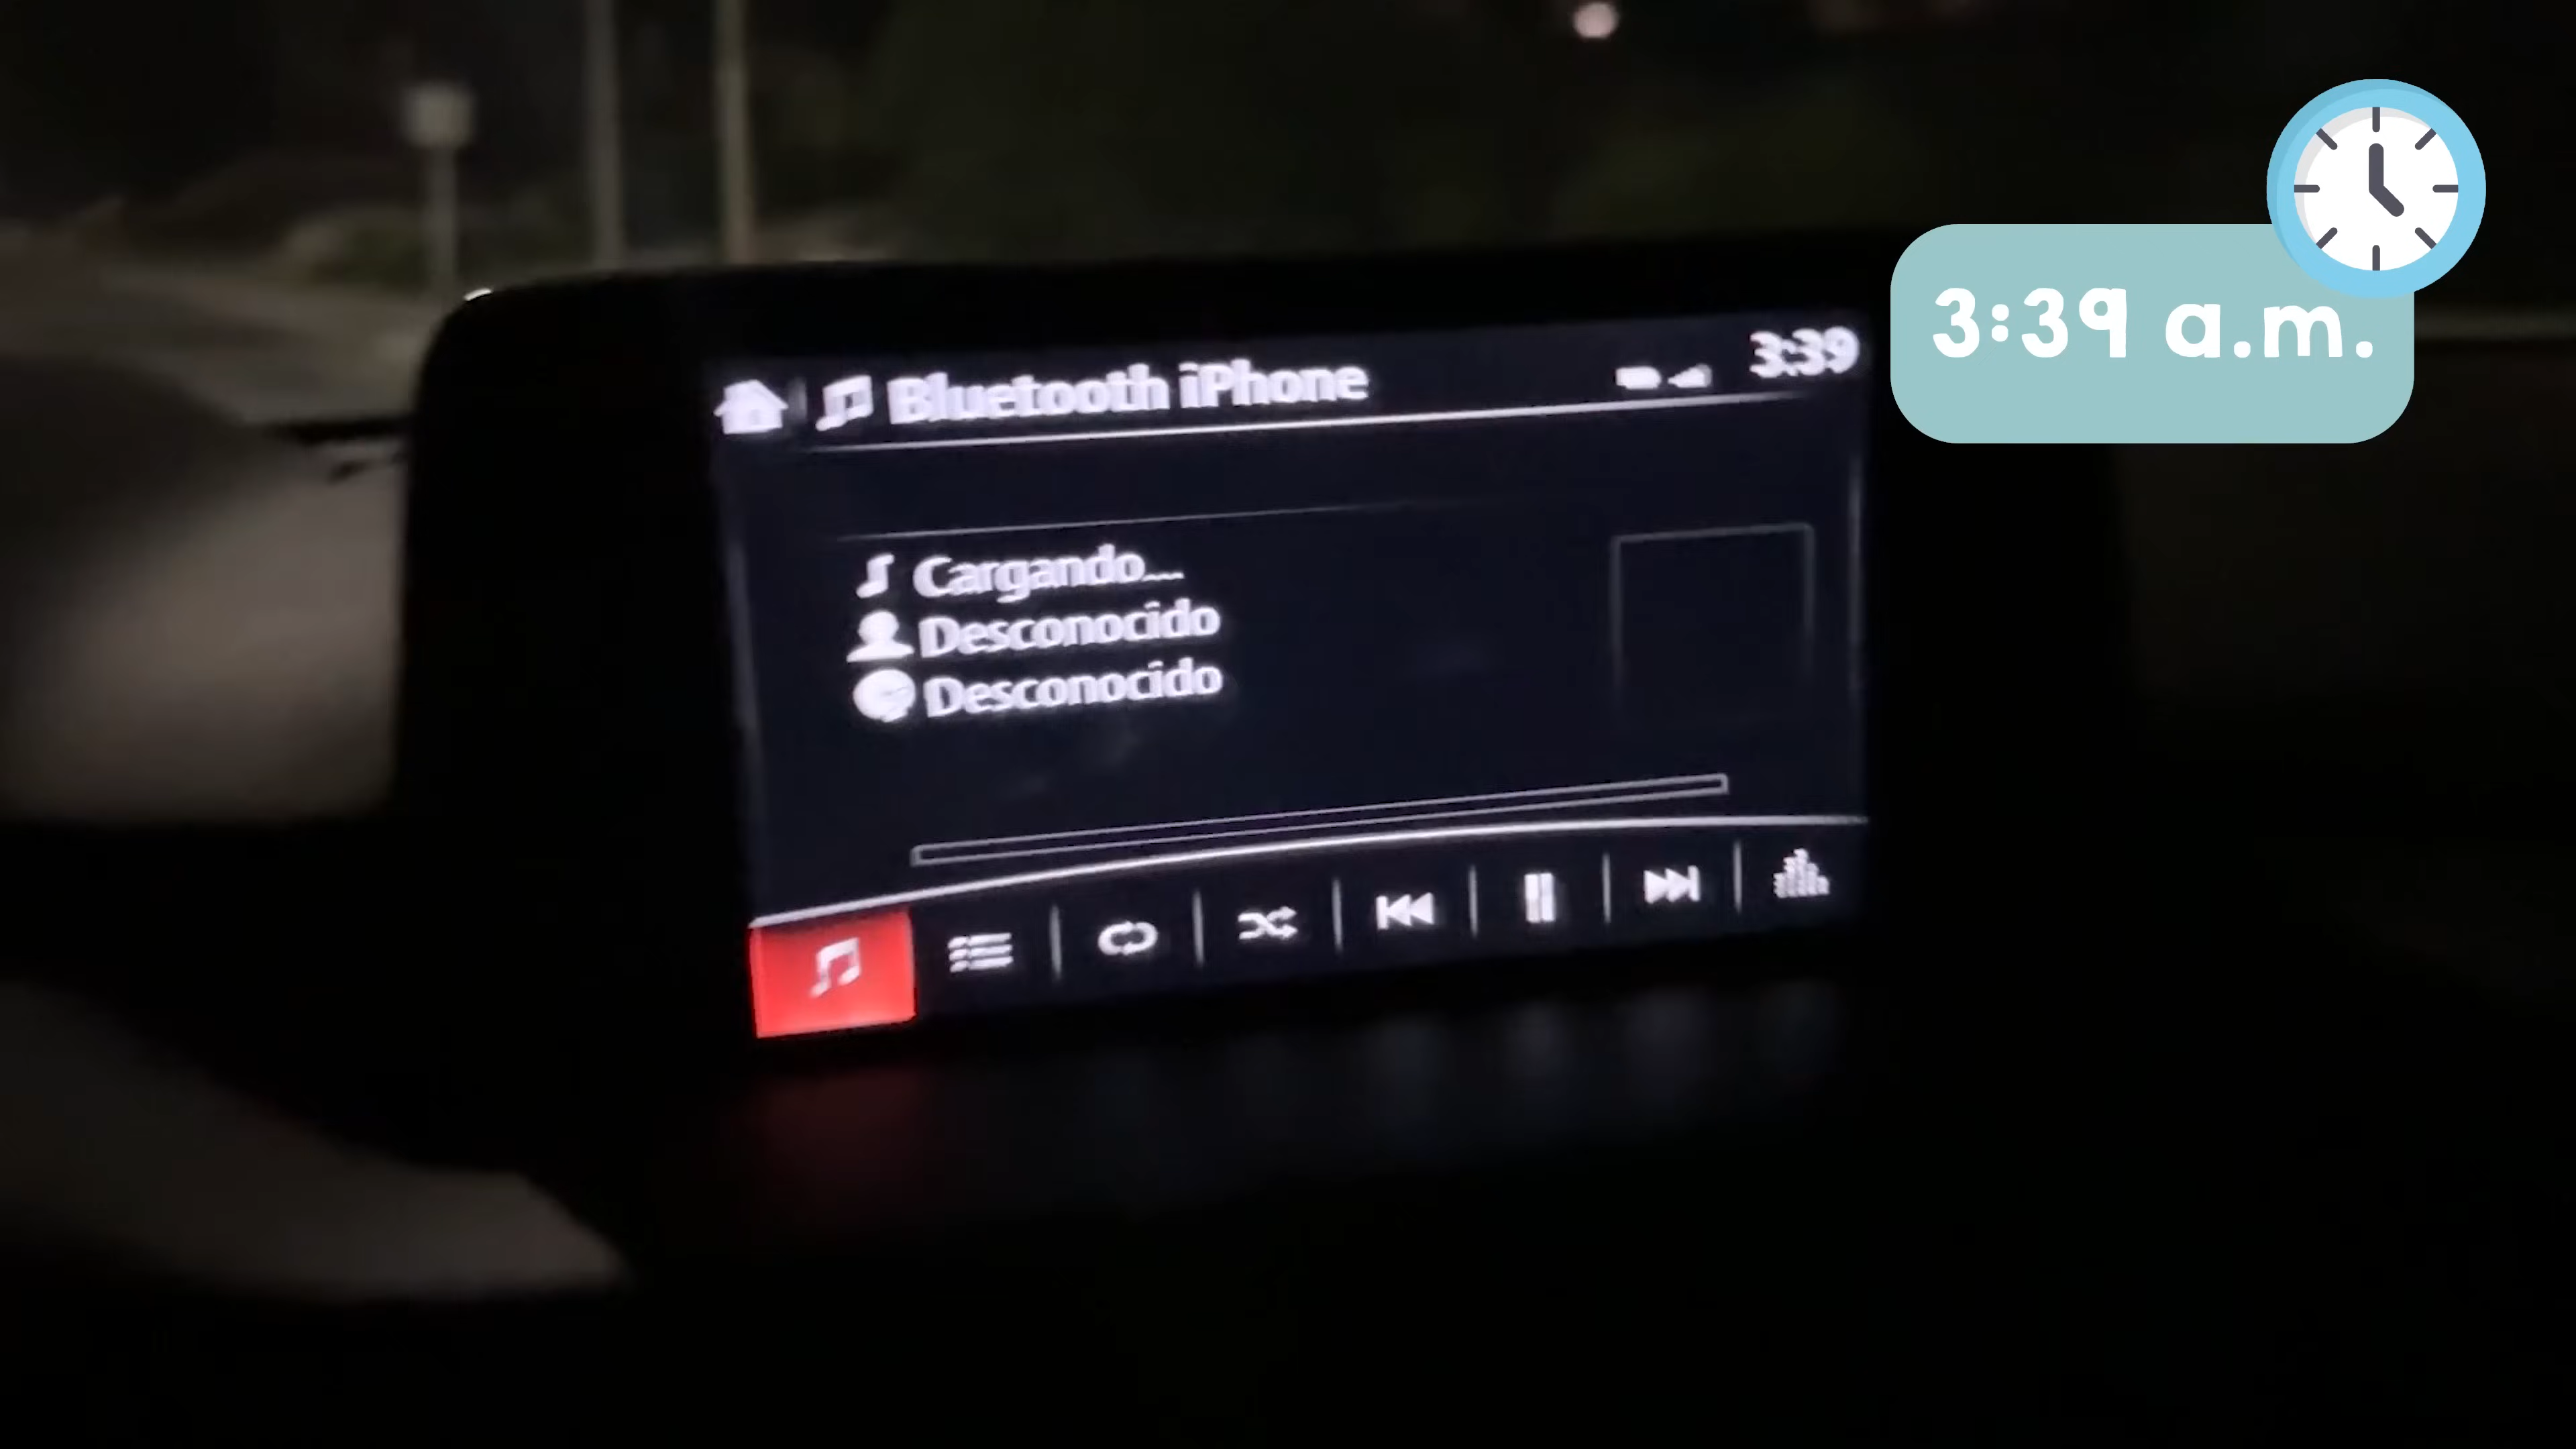 Bluetooth iPhone
3:39
3:39 a.m.
Cargando...
Desconocido
Desconocido